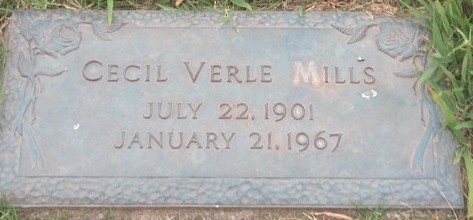 CECIL VERLE MILLS
JULY 22, 1901
JANUARY 21, 1967